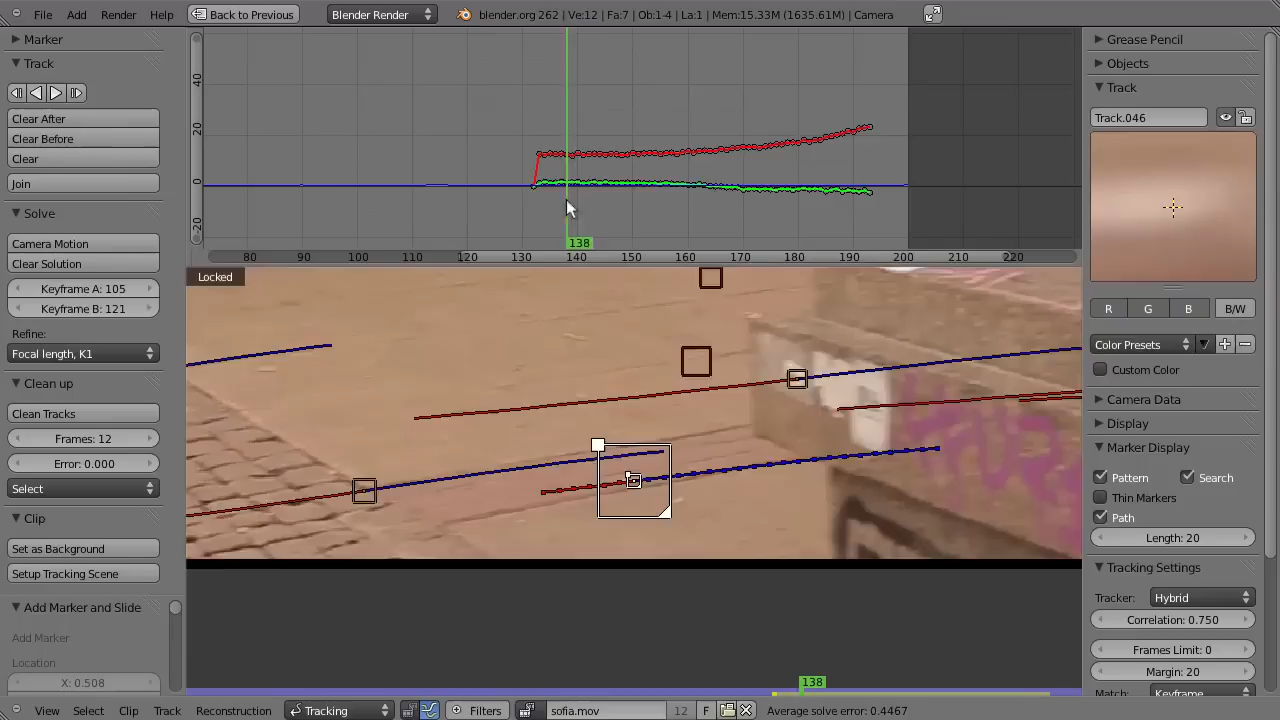 File Add Render Help Back to Previous Blender Render blender.org 262 | Ve:12 | Fa:7 | Ob:1-4 | La:1 | Mem:15.33M (1635.61M) | Camera
Marker
Track
Clear After
Clear Before
Clear
Join
Solve
Camera Motion
Clear Solution
Keyframe A: 105
Keyframe B: 121
Refine:
Focal length, K1
Clean up
Clean Tracks
Frames: 12
Error: 0.000
Select
Clip
Set as Background
Setup Tracking Scene
Add Marker and Slide
Add Marker
Location
X: 0.508
40
20
0
-20
138
80 90 100 110 120 130 140 150 160 170 180 190 200 210 220
Locked
138
Grease Pencil
Objects
Track
Track.046
R G B B/W
Color Presets
Custom Color
Camera Data
Display
Marker Display
Pattern Search
Thin Markers
Path
Length: 20
Tracking Settings
Tracker: Hybrid
Correlation: 0.750
Frames Limit: 0
Margin: 20
Match: Keyframe
View Select Clip Track Reconstruction Tracking Filters sofia.mov 12 F Average solve error: 0.4467